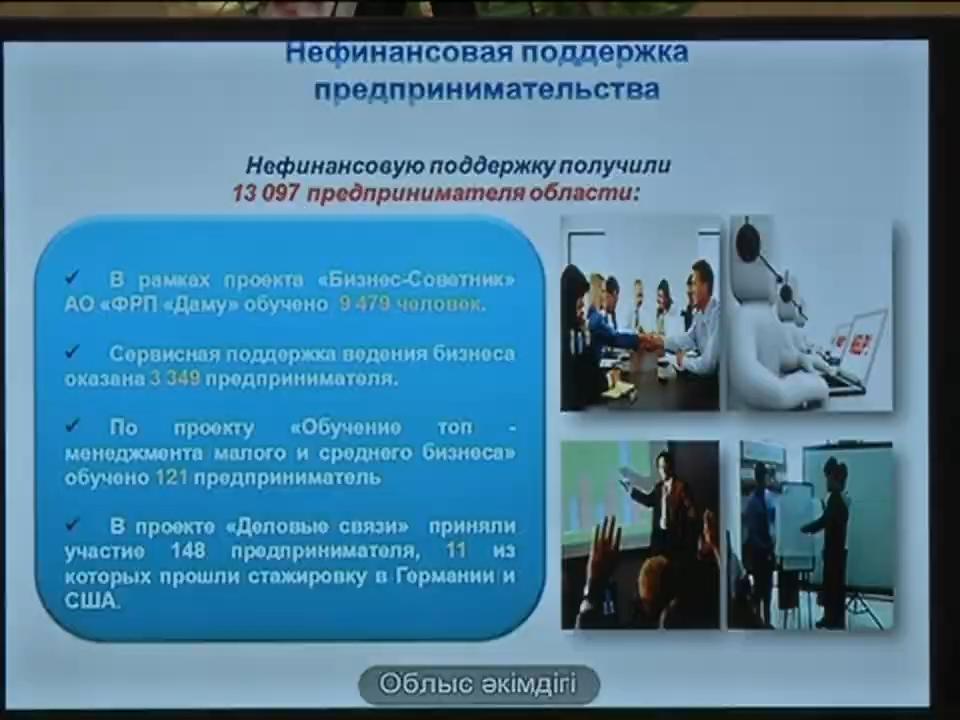 Нефинансовая поддержка
предпринимательства
Нефинансовую поддержку получили
13 097 предпринимателя области:
✓ В рамках проекта «Бизнес-Советник»
АО «ФРП «Даму» обучено 9 479 человек.
✓ Сервисная поддержка ведения бизнеса
оказана 3 349 предпринимателя.
✓ По проекту «Обучение топ -
менеджмента малого и среднего бизнеса»
обучено 121 предприниматель
✓ В проекте «Деловые связи» приняли
участие 148 предпринимателя, 11 из
которых прошли стажировку в Германии и
США.
Облыс әкімдігі